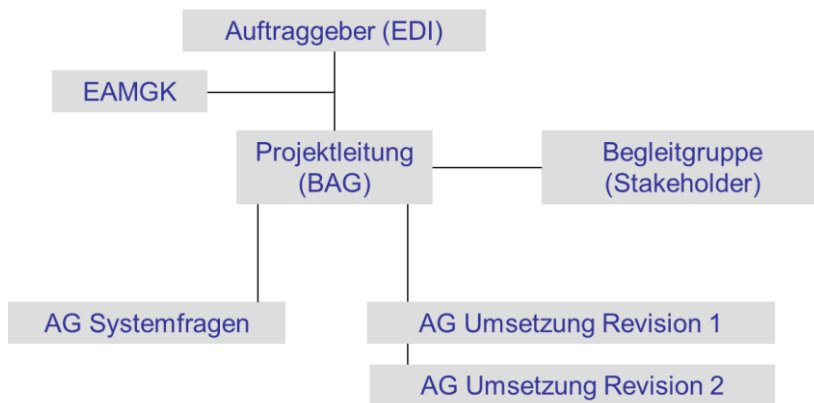 Auftraggeber (EDI)
EAMGK
Projektleitung
(BAG)
Begleitgruppe
(Stakeholder)
AG Systemfragen
AG Umsetzung Revision 1
AG Umsetzung Revision 2